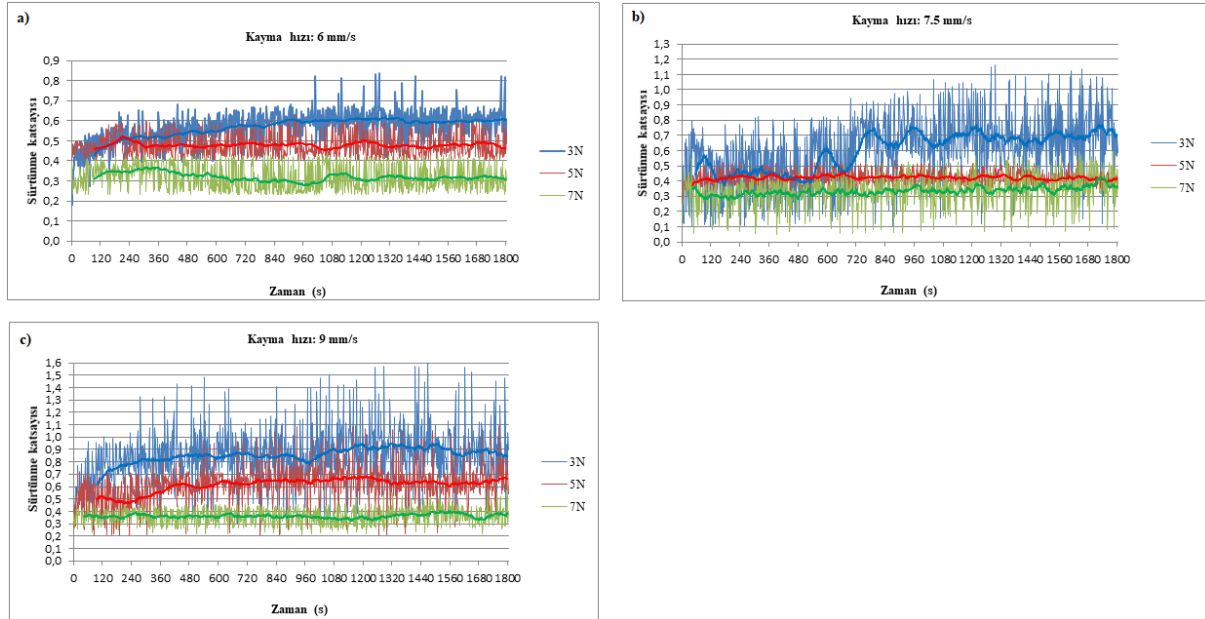 a)
Kayma hızı: 6 mm/s
Sürtünme katsayısı
0,9
0,8
0,7
0,6
0,5
0,4
0,3
0,2
0,1
0,0
0 120 240 360 480 600 720 840 960 1080 1200 1320 1440 1560 1680 1800
Zaman (s)
3N
5N
7N
b)
Kayma hızı: 7.5 mm/s
Sürtünme katsayısı
1,3
1,2
1,1
1,0
0,9
0,8
0,7
0,6
0,5
0,4
0,3
0,2
0,1
0,0
0 120 240 360 480 600 720 840 960 1080 1200 1320 1440 1560 1680 1800
Zaman (s)
3N
5N
7N
c)
Kayma hızı: 9 mm/s
Sürtünme katsayısı
1,6
1,5
1,4
1,3
1,2
1,1
1,0
0,9
0,8
0,7
0,6
0,5
0,4
0,3
0,2
0,1
0,0
0 120 240 360 480 600 720 840 960 1080 1200 1320 1440 1560 1680 1800
Zaman (s)
3N
5N
7N